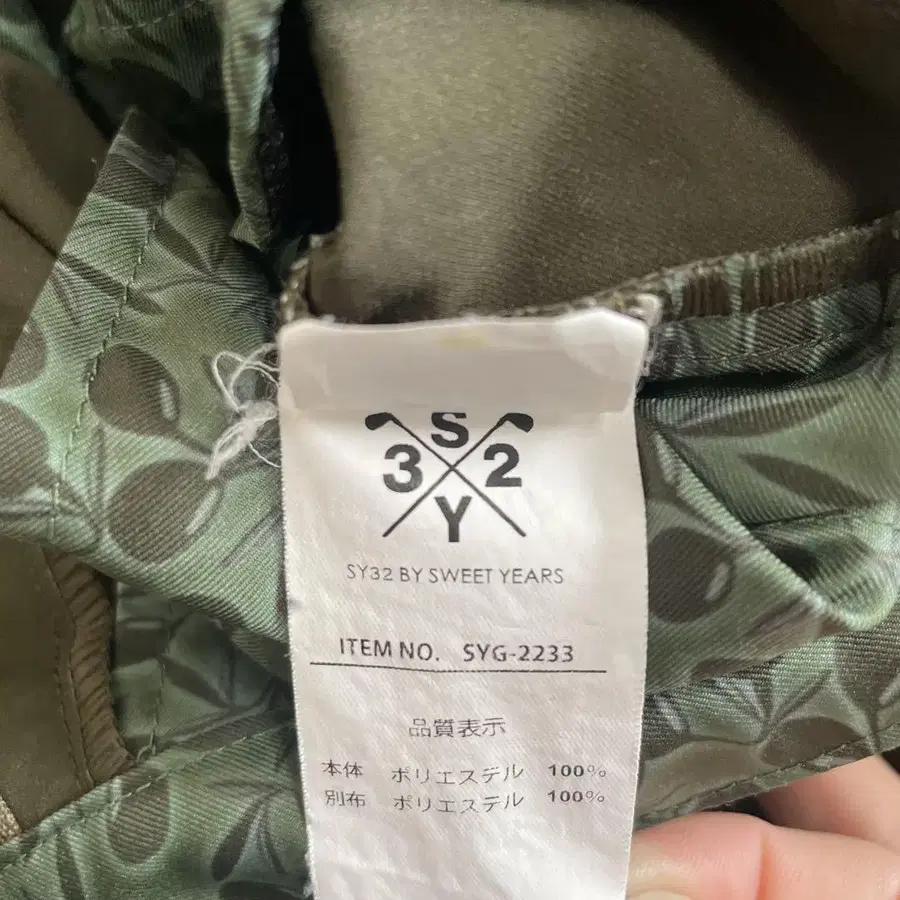 S
3 2
Y
SY32 BY SWEET YEARS
ITEM NO. SYG-2233
品質表示
本体 ポリエステル 100%
別布 ポリエステル 100%